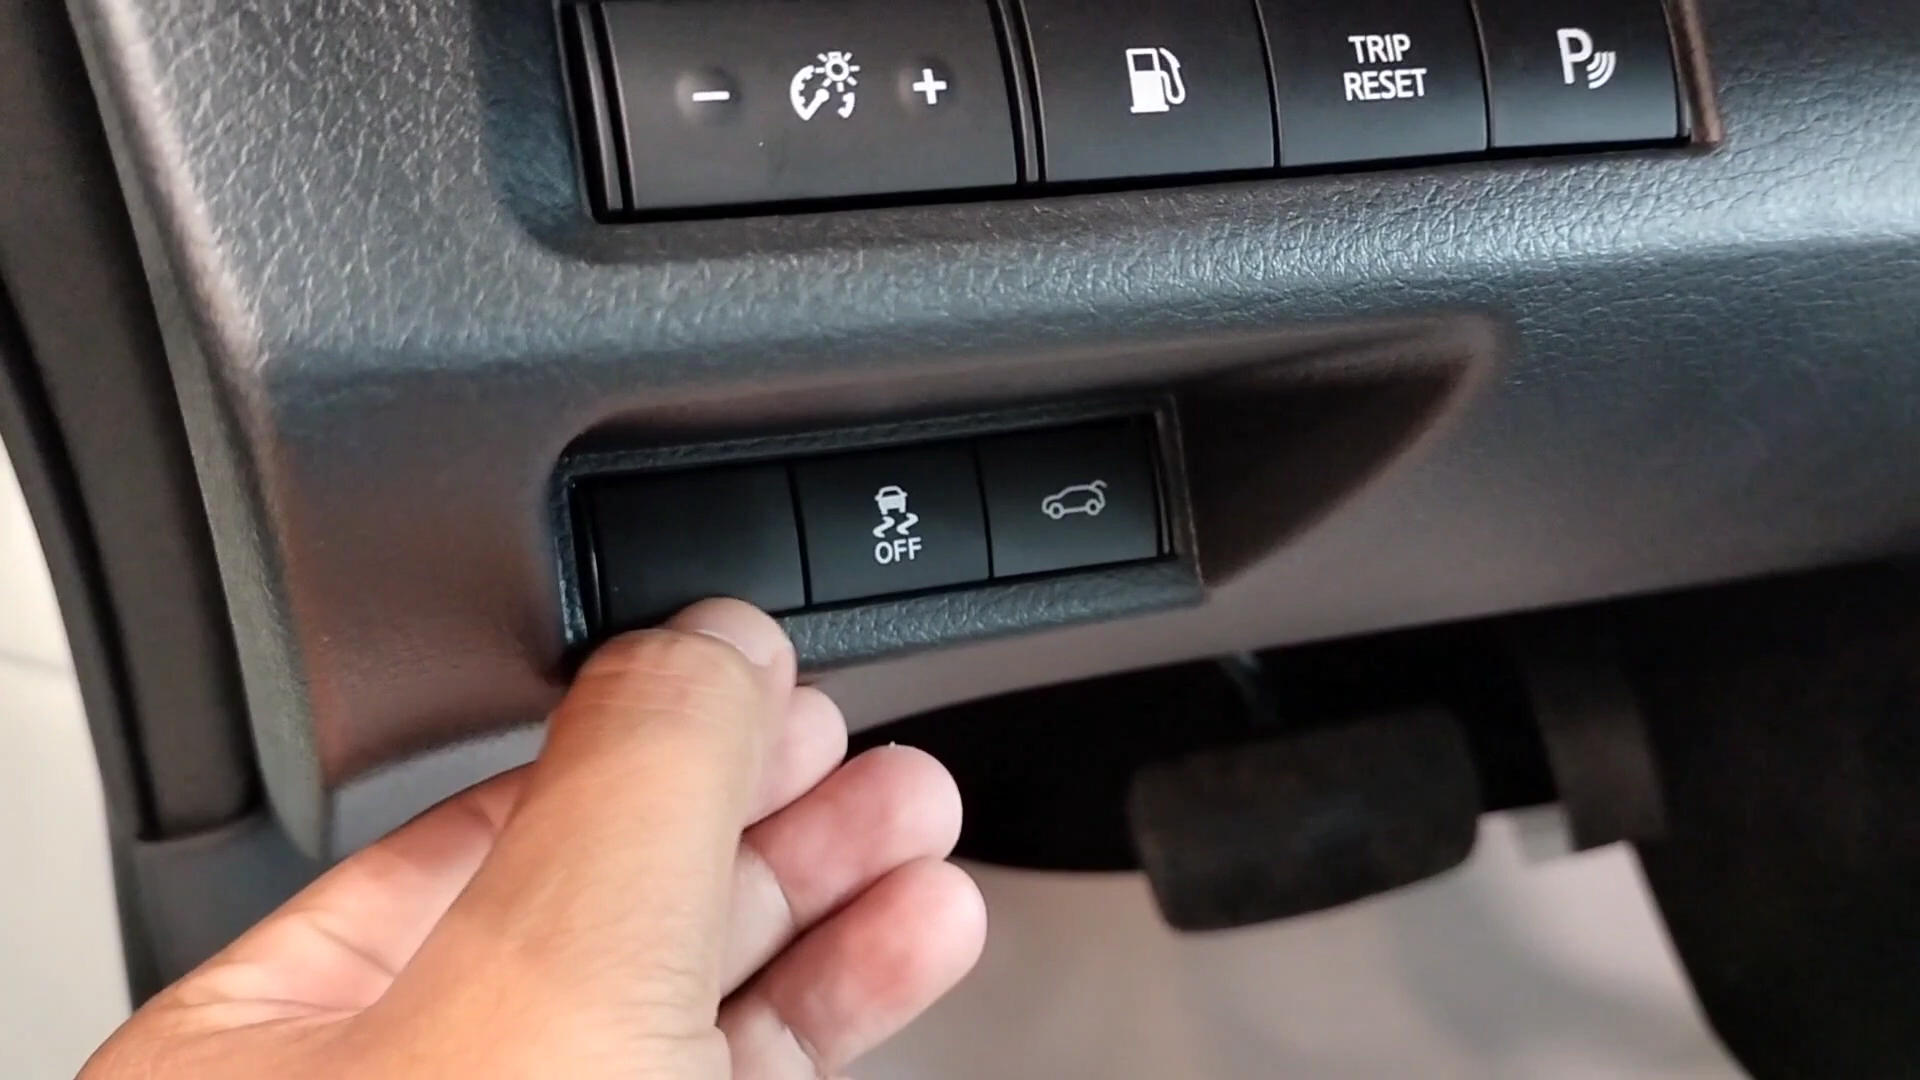 - +
TRIP
RESET
P
OFF